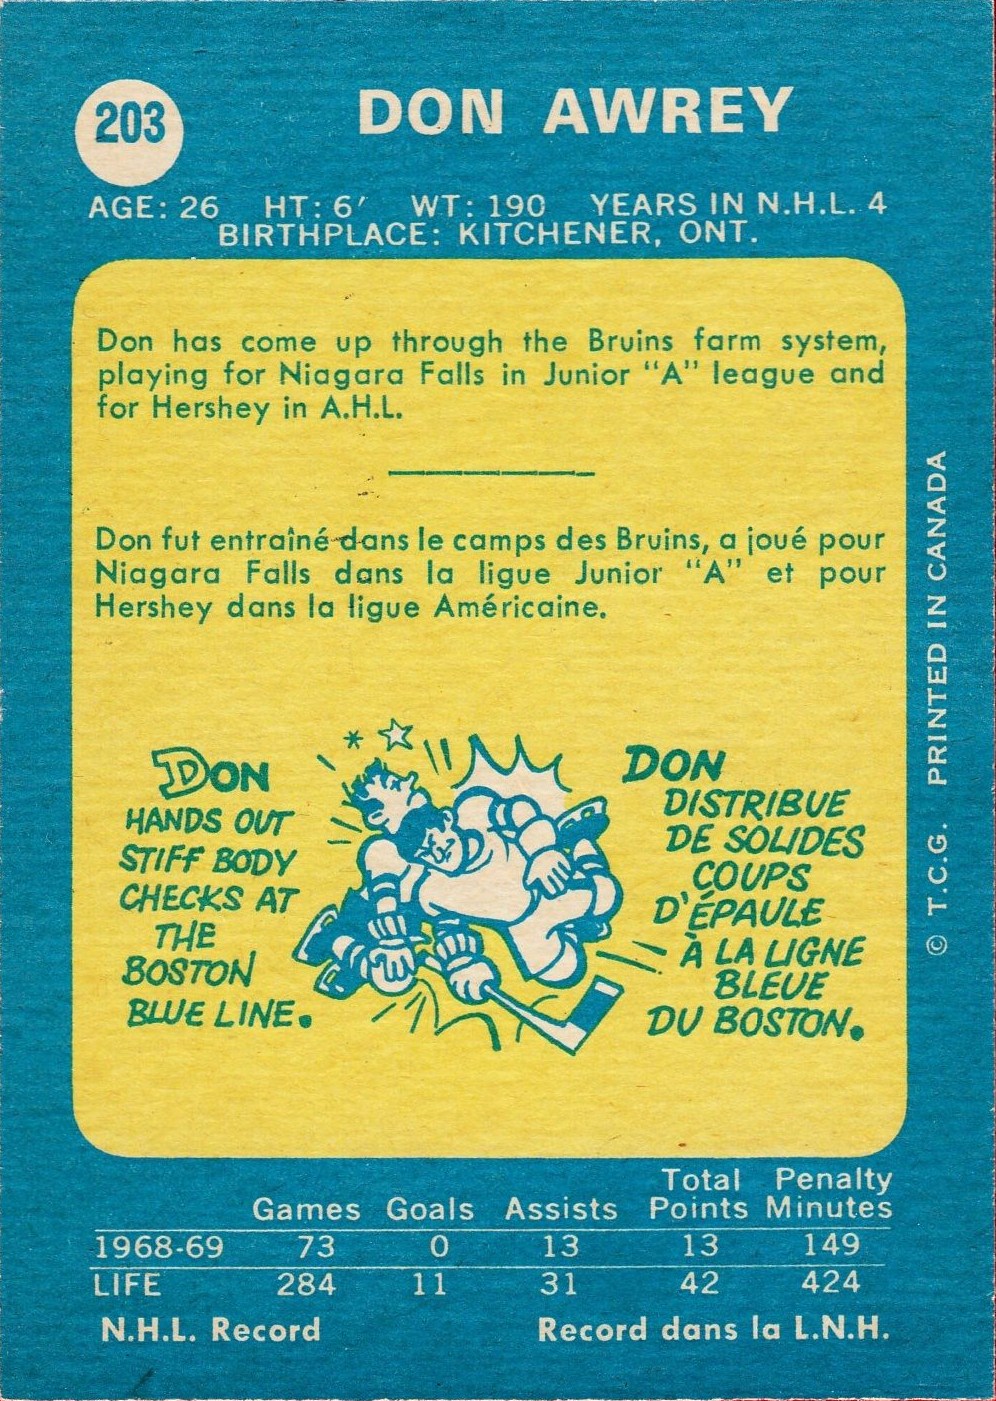 203
DON AWREY
AGE: 26 HT: 6′ WT: 190 YEARS IN N.H.L. 4
BIRTHPLACE: KITCHENER, ONT.
Don has come up through the Bruins farm system,
playing for Niagara Falls in Junior “A” league and
for Hershey in A.H.L.
Don fut entraîné dans le camps des Bruins, a joué pour
Niagara Falls dans la ligue Junior “A” et pour
Hershey dans la ligue Américaine.
DON
HANDS OUT
STIFF BODY
CHECKS AT
THE
BOSTON
BLUE LINE.
DON
DISTRIBUE
DE SOLIDES
COUPS
D'ÉPAULE
À LA LIGNE
BLEUE
DU BOSTON.
© T.C.G. PRINTED IN CANADA
Total Penalty
Games Goals Assists Points Minutes
1968-69 73 0 13 13 149
LIFE 284 11 31 42 424
N.H.L. Record Record dans la L.N.H.